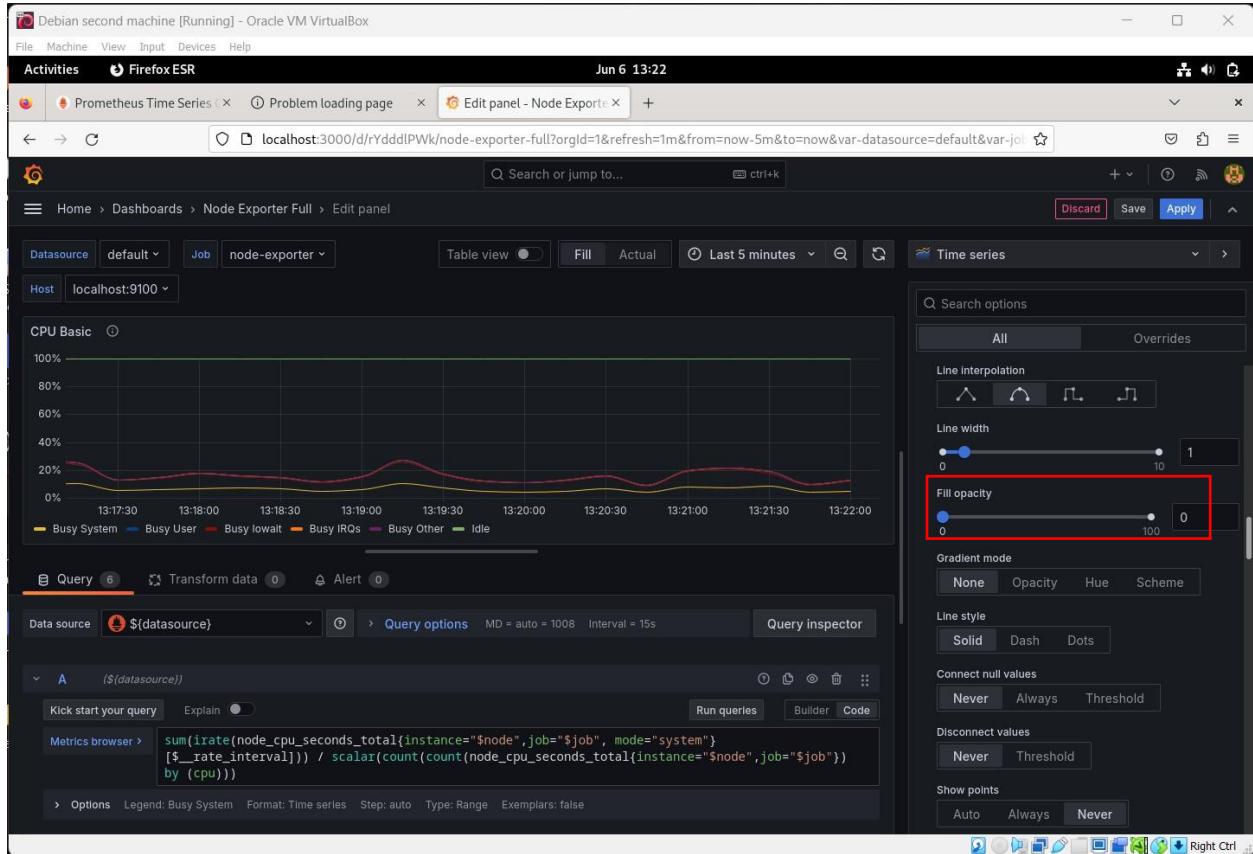 Debian second machine [Running] - Oracle VM VirtualBox
File Machine View Input Devices Help
Activities Firefox ESR Jun 6 13:22
Prometheus Time Series Problem loading page Edit panel - Node Exporte
localhost:3000/d/rYdddlPWk/node-exporter-full?orgId=1&refresh=1m&from=now-5m&to=now&var-datasource=default&var-jo
Search or jump to... ctrl+k
Home › Dashboards › Node Exporter Full › Edit panel Discard Save Apply
Datasource default Job node-exporter Table view Fill Actual Last 5 minutes
Host localhost:9100
CPU Basic
100%
80%
60%
40%
20%
0%
13:17:30 13:18:00 13:18:30 13:19:00 13:19:30 13:20:00 13:20:30 13:21:00 13:21:30 13:22:00
Busy System Busy User Busy Iowait Busy IRQs Busy Other Idle
Query 6 Transform data 0 Alert 0
Data source ${datasource} › Query options MD = auto = 1008 Interval = 15s Query inspector
A (${datasource})
Kick start your query Explain Run queries Builder Code
Metrics browser ›
sum(irate(node_cpu_seconds_total{instance="$node",job="$job", mode="system"}
[$__rate_interval])) / scalar(count(count(node_cpu_seconds_total{instance="$node",job="$job"})
by (cpu)))
› Options Legend: Busy System Format: Time series Step: auto Type: Range Exemplars: false
Time series
Search options
All Overrides
Line interpolation
Line width
1
0 10
Fill opacity
0
0 100
Gradient mode
None Opacity Hue Scheme
Line style
Solid Dash Dots
Connect null values
Never Always Threshold
Disconnect values
Never Threshold
Show points
Auto Always Never
Right Ctrl